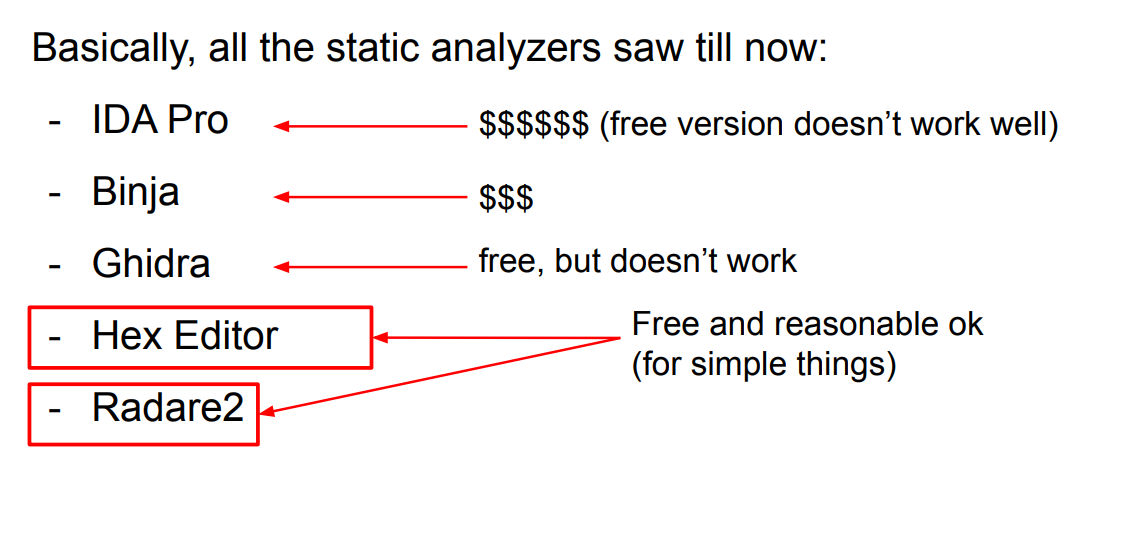 Basically, all the static analyzers saw till now:
- IDA Pro
$$$$$$ (free version doesn’t work well)
- Binja
$$$
- Ghidra
free, but doesn’t work
- Hex Editor
Free and reasonable ok
(for simple things)
- Radare2